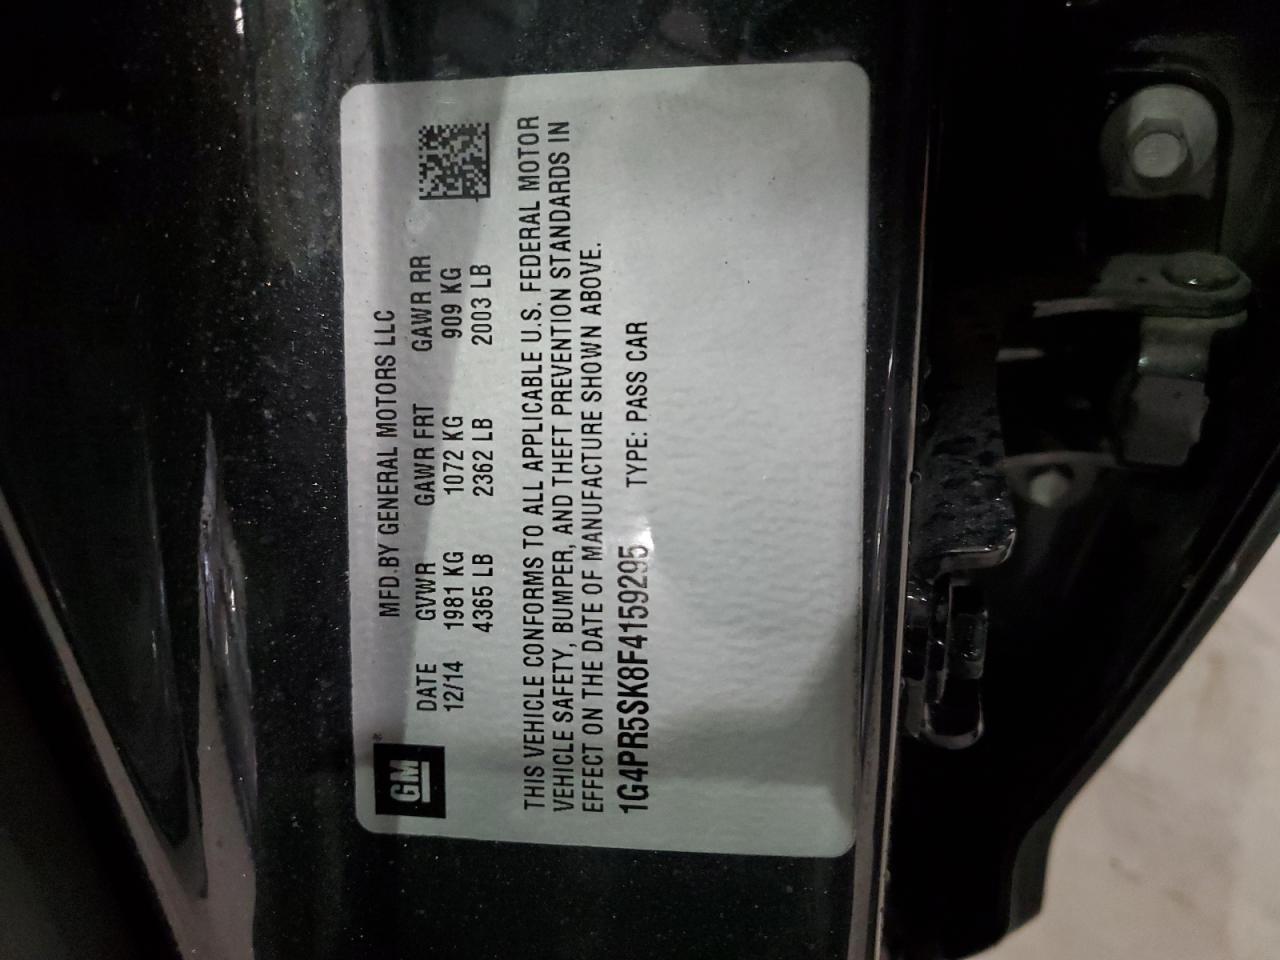 GM
MFD.BY GENERAL MOTORS LLC
DATE GVWR GAWR FRT GAWR RR
12/14 1981 KG 1072 KG 909 KG
4365 LB 2362 LB 2003 LB
THIS VEHICLE CONFORMS TO ALL APPLICABLE U.S. FEDERAL MOTOR
VEHICLE SAFETY, BUMPER, AND THEFT PREVENTION STANDARDS IN
EFFECT ON THE DATE OF MANUFACTURE SHOWN ABOVE.
1G4PR5SK8F4159295 TYPE: PASS CAR